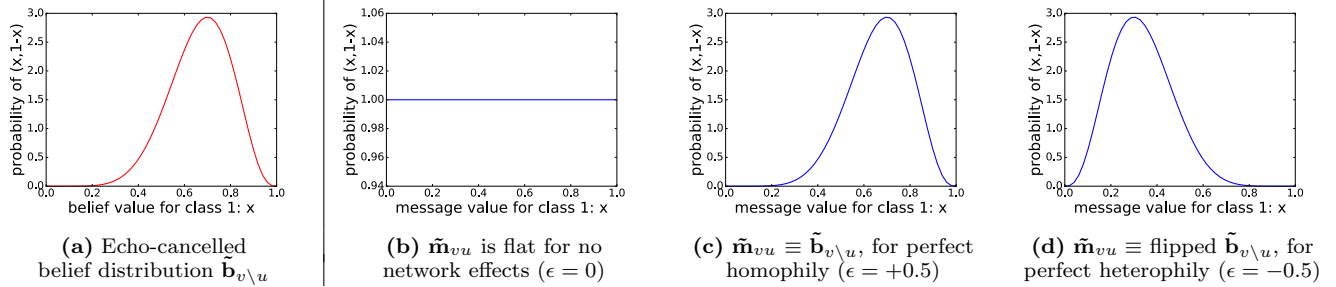 probability of (x,1-x)
3.0
2.5
2.0
1.5
1.0
0.5
0.0
0.0 0.2 0.4 0.6 0.8 1.0
belief value for class 1: x
(a) Echo-cancelled
belief distribution b̃_{v\u}
probability of (x,1-x)
1.06
1.04
1.02
1.00
0.98
0.96
0.94
0.0 0.2 0.4 0.6 0.8 1.0
message value for class 1: x
(b) m̃_{vu} is flat for no
network effects (ϵ = 0)
probability of (x,1-x)
3.0
2.5
2.0
1.5
1.0
0.5
0.0
0.0 0.2 0.4 0.6 0.8 1.0
message value for class 1: x
(c) m̃_{vu} ≡ b̃_{v\u}, for perfect
homophily (ϵ = +0.5)
probability of (x,1-x)
3.0
2.5
2.0
1.5
1.0
0.5
0.0
0.0 0.2 0.4 0.6 0.8 1.0
message value for class 1: x
(d) m̃_{vu} ≡ flipped b̃_{v\u}, for
perfect heterophily (ϵ = −0.5)